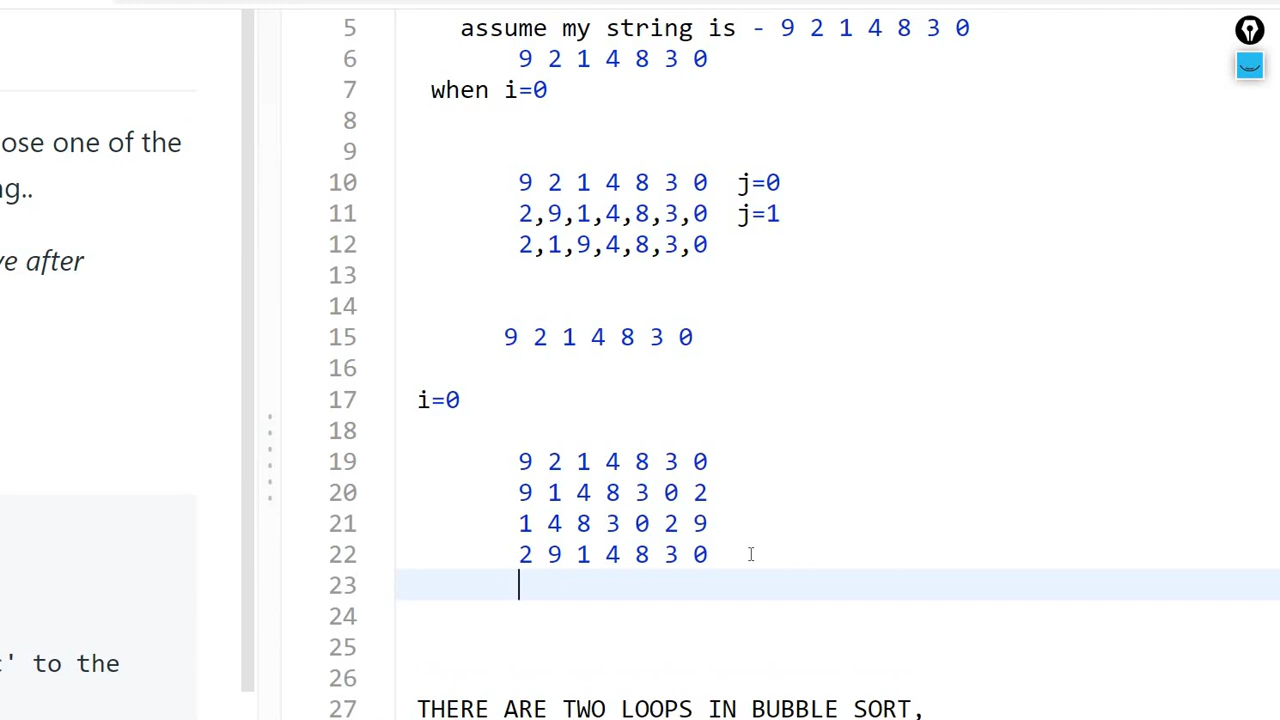 5 assume my string is - 9 2 1 4 8 3 0
6 9 2 1 4 8 3 0
7 when i=0
8
9
10 9 2 1 4 8 3 0 j=0
11 2,9,1,4,8,3,0 j=1
12 2,1,9,4,8,3,0
13
14
15 9 2 1 4 8 3 0
16
17 i=0
18
19 9 2 1 4 8 3 0
20 9 1 4 8 3 0 2
21 1 4 8 3 0 2 9
22 2 9 1 4 8 3 0
23
24
25
26
27 THERE ARE TWO LOOPS IN BUBBLE SORT,
ose one of the
g..
e after
' to the